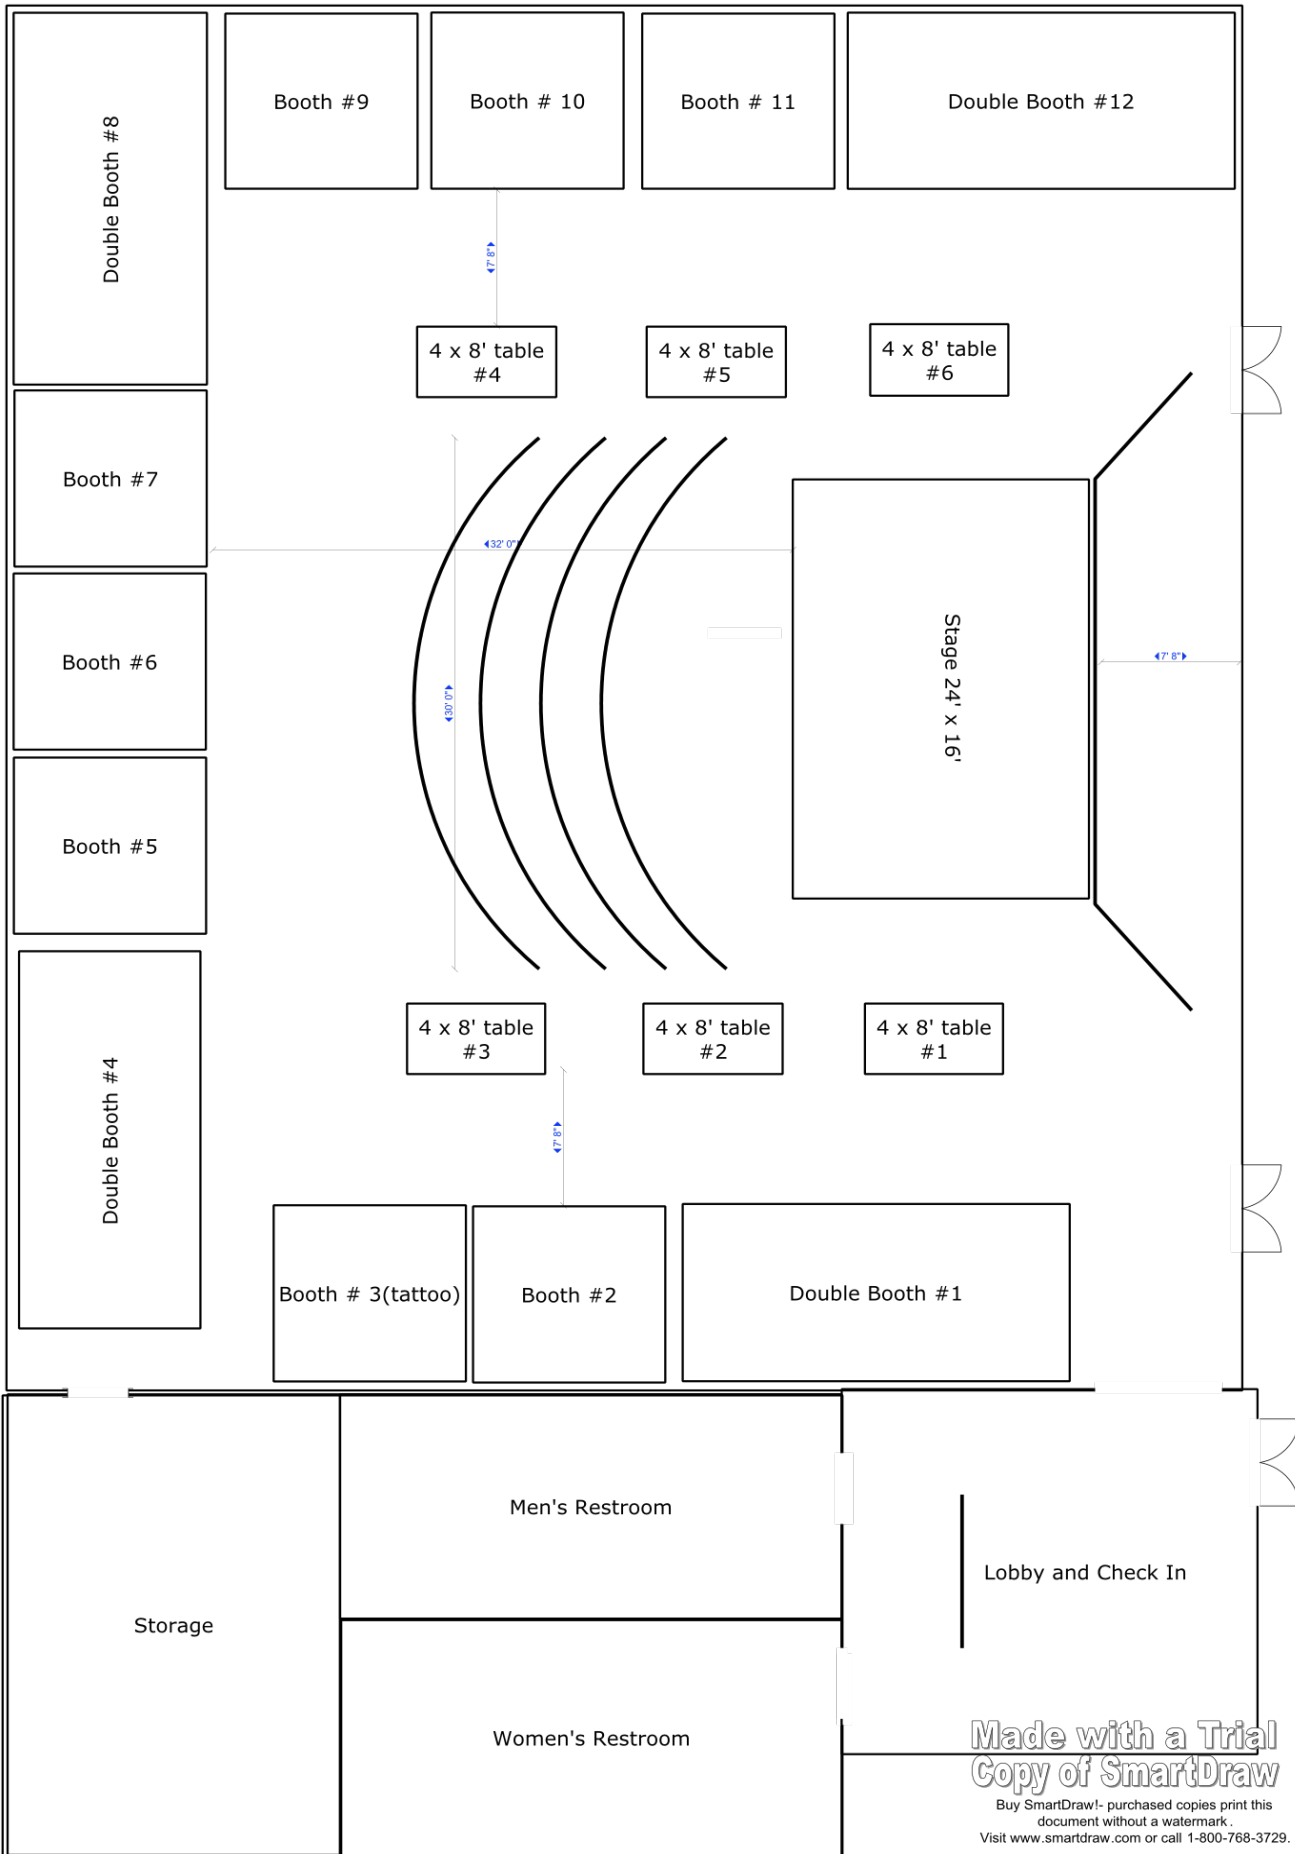 Booth #9
Booth # 10
Booth # 11
Double Booth #12
Double Booth #8
7' 8"
4 x 8' table
#4
4 x 8' table
#5
4 x 8' table
#6
Booth #7
32' 0"
Booth #6
Stage 24' x 16'
7' 8"
30' 0"
Booth #5
4 x 8' table
#3
4 x 8' table
#2
4 x 8' table
#1
Double Booth #4
7' 8"
Booth # 3(tattoo)
Booth #2
Double Booth #1
Men's Restroom
Lobby and Check In
Storage
Women's Restroom
Made with a Trial
Copy of SmartDraw
Buy SmartDraw!- purchased copies print this
document without a watermark .
Visit www.smartdraw.com or call 1-800-768-3729.